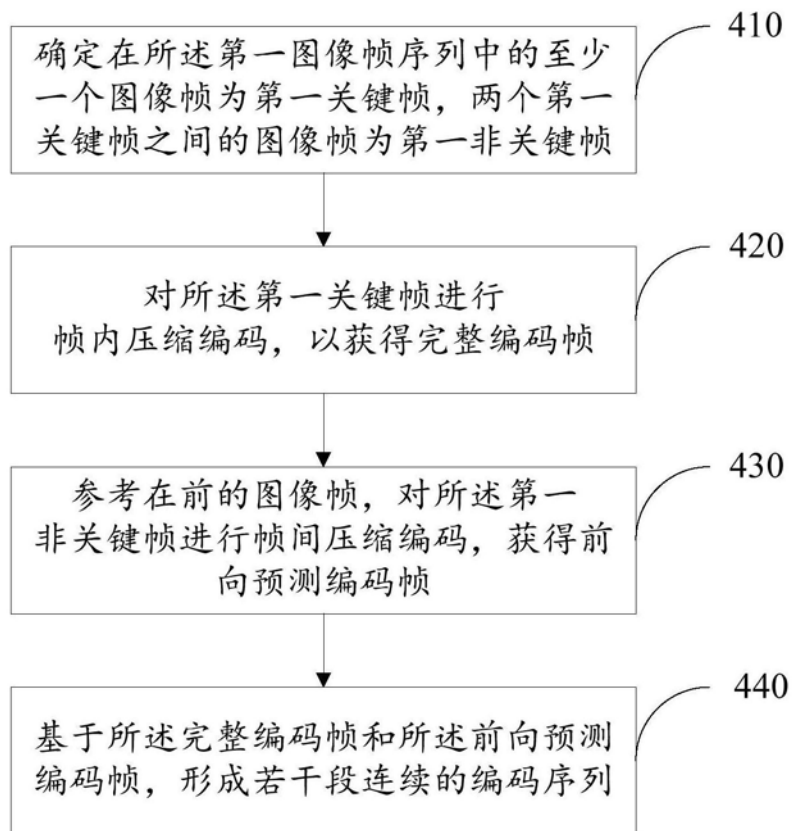 确定在所述第一图像帧序列中的至少
一个图像帧为第一关键帧，两个第一
关键帧之间的图像帧为第一非关键帧
410
对所述第一关键帧进行
帧内压缩编码，以获得完整编码帧
420
参考在前的图像帧，对所述第一
非关键帧进行帧间压缩编码，获得前
向预测编码帧
430
基于所述完整编码帧和所述前向预测
编码帧，形成若干段连续的编码序列
440